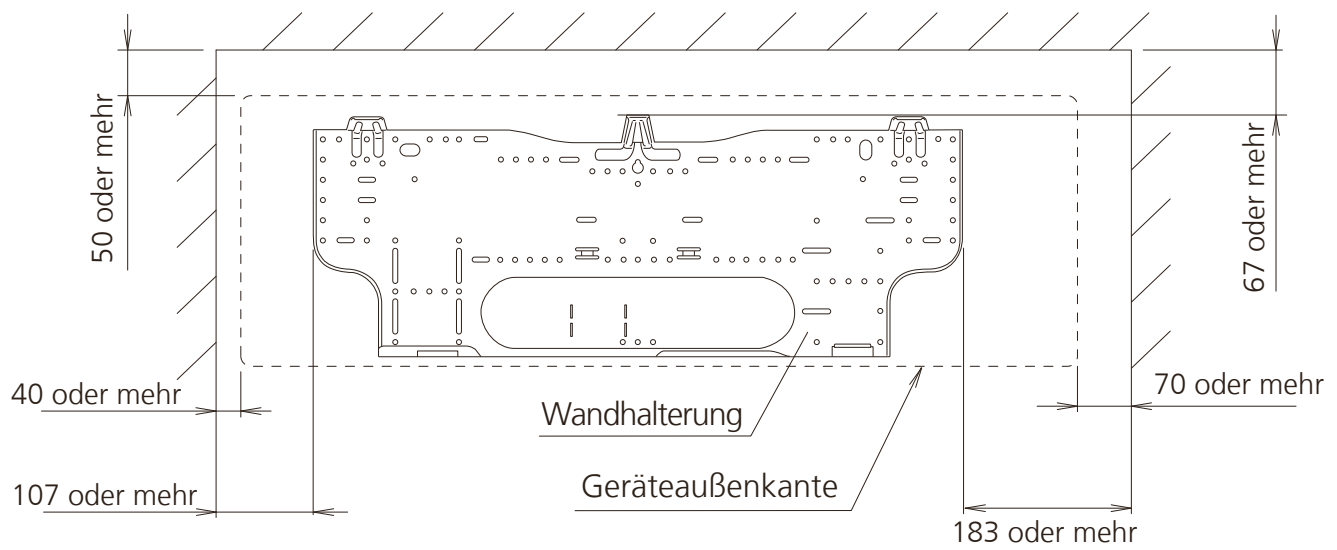 50 oder mehr
67 oder mehr
40 oder mehr
70 oder mehr
Wandhalterung
Geräteaußenkante
107 oder mehr
183 oder mehr